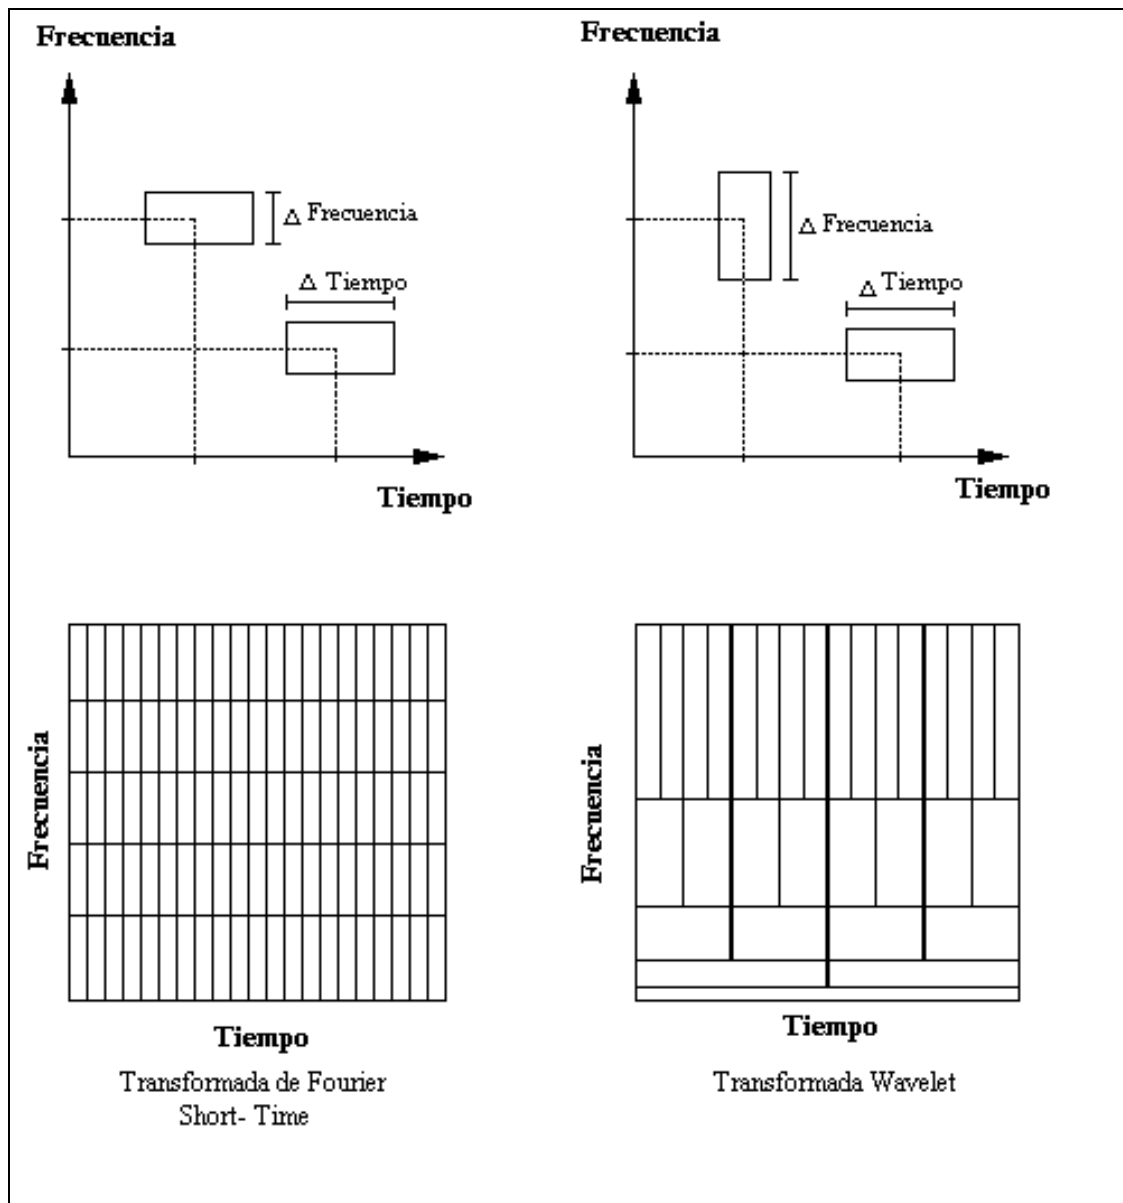 Frecuencia
Frecuencia
△ Frecuencia
△ Tiempo
Tiempo
△ Frecuencia
△ Tiempo
Tiempo
Frecuencia
Tiempo
Transformada de Fourier
Short- Time
Frecuencia
Tiempo
Transformada Wavelet